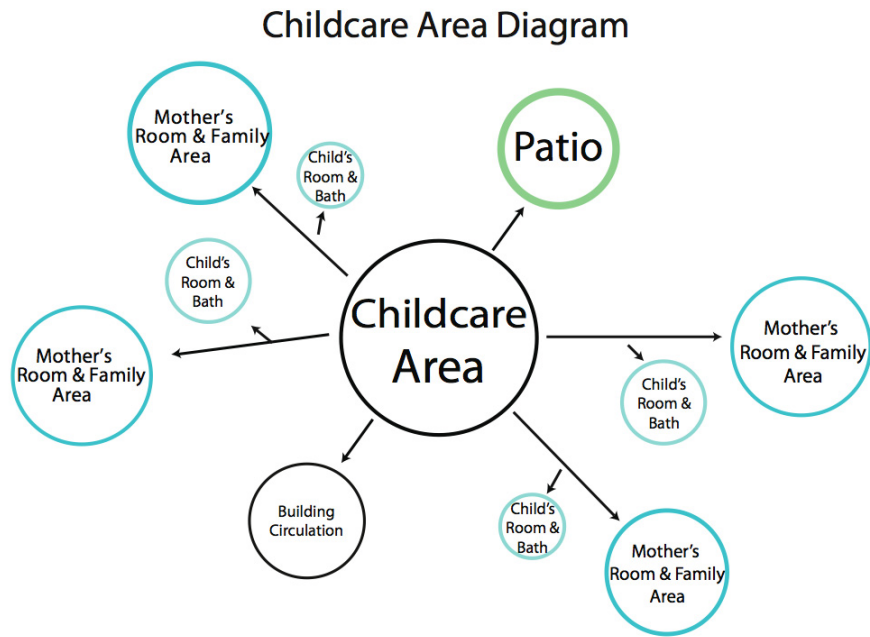 Childcare Area Diagram
Mother's
Room & Family
Area
Child's
Room &
Bath
Patio
Child's
Room &
Bath
Mother's
Room & Family
Area
Childcare
Area
Mother's
Room & Family
Area
Child's
Room &
Bath
Building
Circulation
Child's
Room &
Bath
Mother's
Room & Family
Area